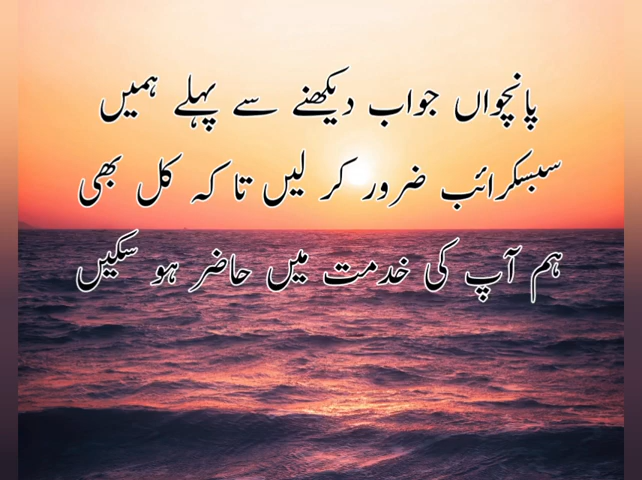 پانچواں جواب دیکھنے سے پہلے ہمیں
سبسکرائب ضرور کر لیں تا کہ کل بھی
ہم آپ کی خدمت میں حاضر ہو سکیں